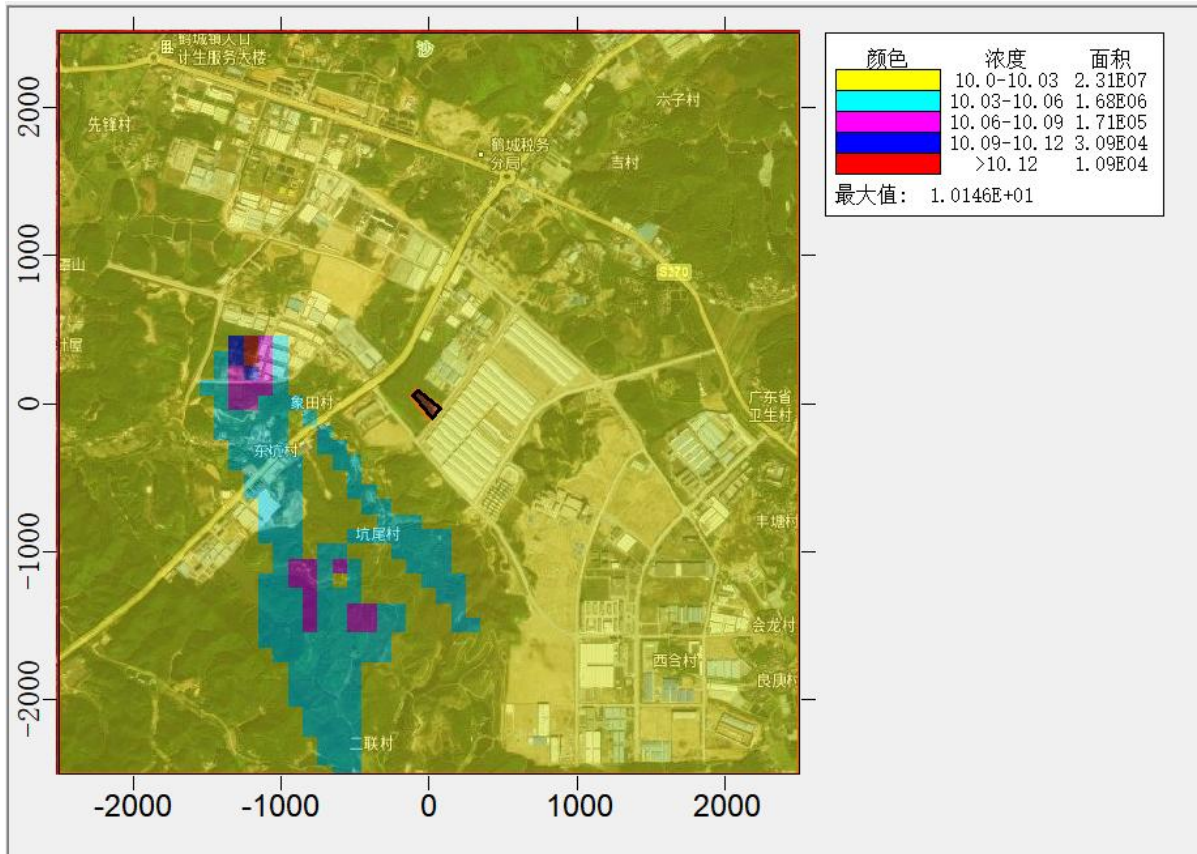 鹤城镇人口
计生服务大楼
沙
六子村
先锋村
鹤城税务
分局
吉村
S270
象田村
广东省
卫生村
东坑村
坑尾村
丰塘村
会龙村
西合村
良庚村
二联村
2000
1000
0
-1000
-2000
-2000 -1000 0 1000 2000
颜色 浓度 面积
10.0-10.03 2.31E07
10.03-10.06 1.68E06
10.06-10.09 1.71E05
10.09-10.12 3.09E04
>10.12 1.09E04
最大值: 1.0146E+01